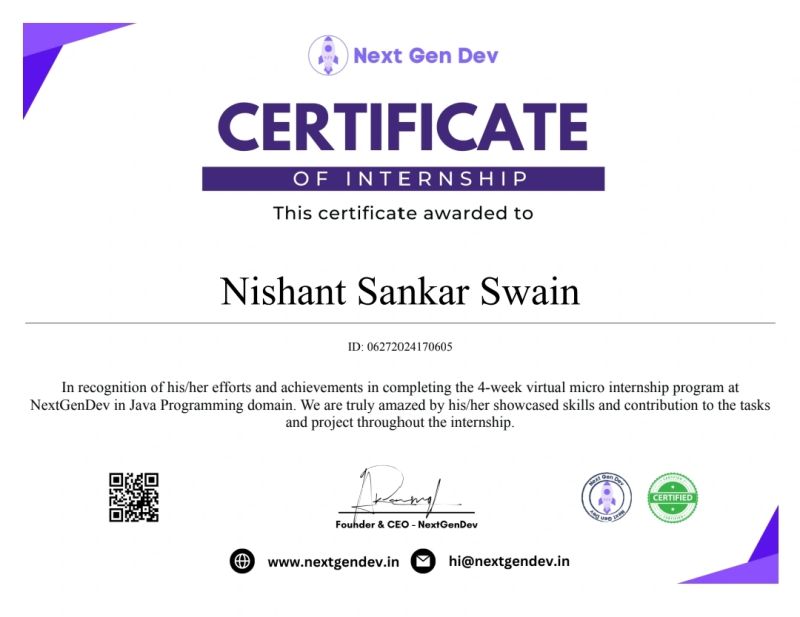 Next Gen Dev
CERTIFICATE
OF INTERNSHIP
This certificate awarded to
Nishant Sankar Swain
ID: 06272024170605
In recognition of his/her efforts and achievements in completing the 4-week virtual micro internship program at
NextGenDev in Java Programming domain. We are truly amazed by his/her showcased skills and contribution to the tasks
and project throughout the internship.
Next Gen Dev
Next Gen Dev
CERTIFIED
Founder & CEO - NextGenDev
www.nextgendev.in
hi@nextgendev.in